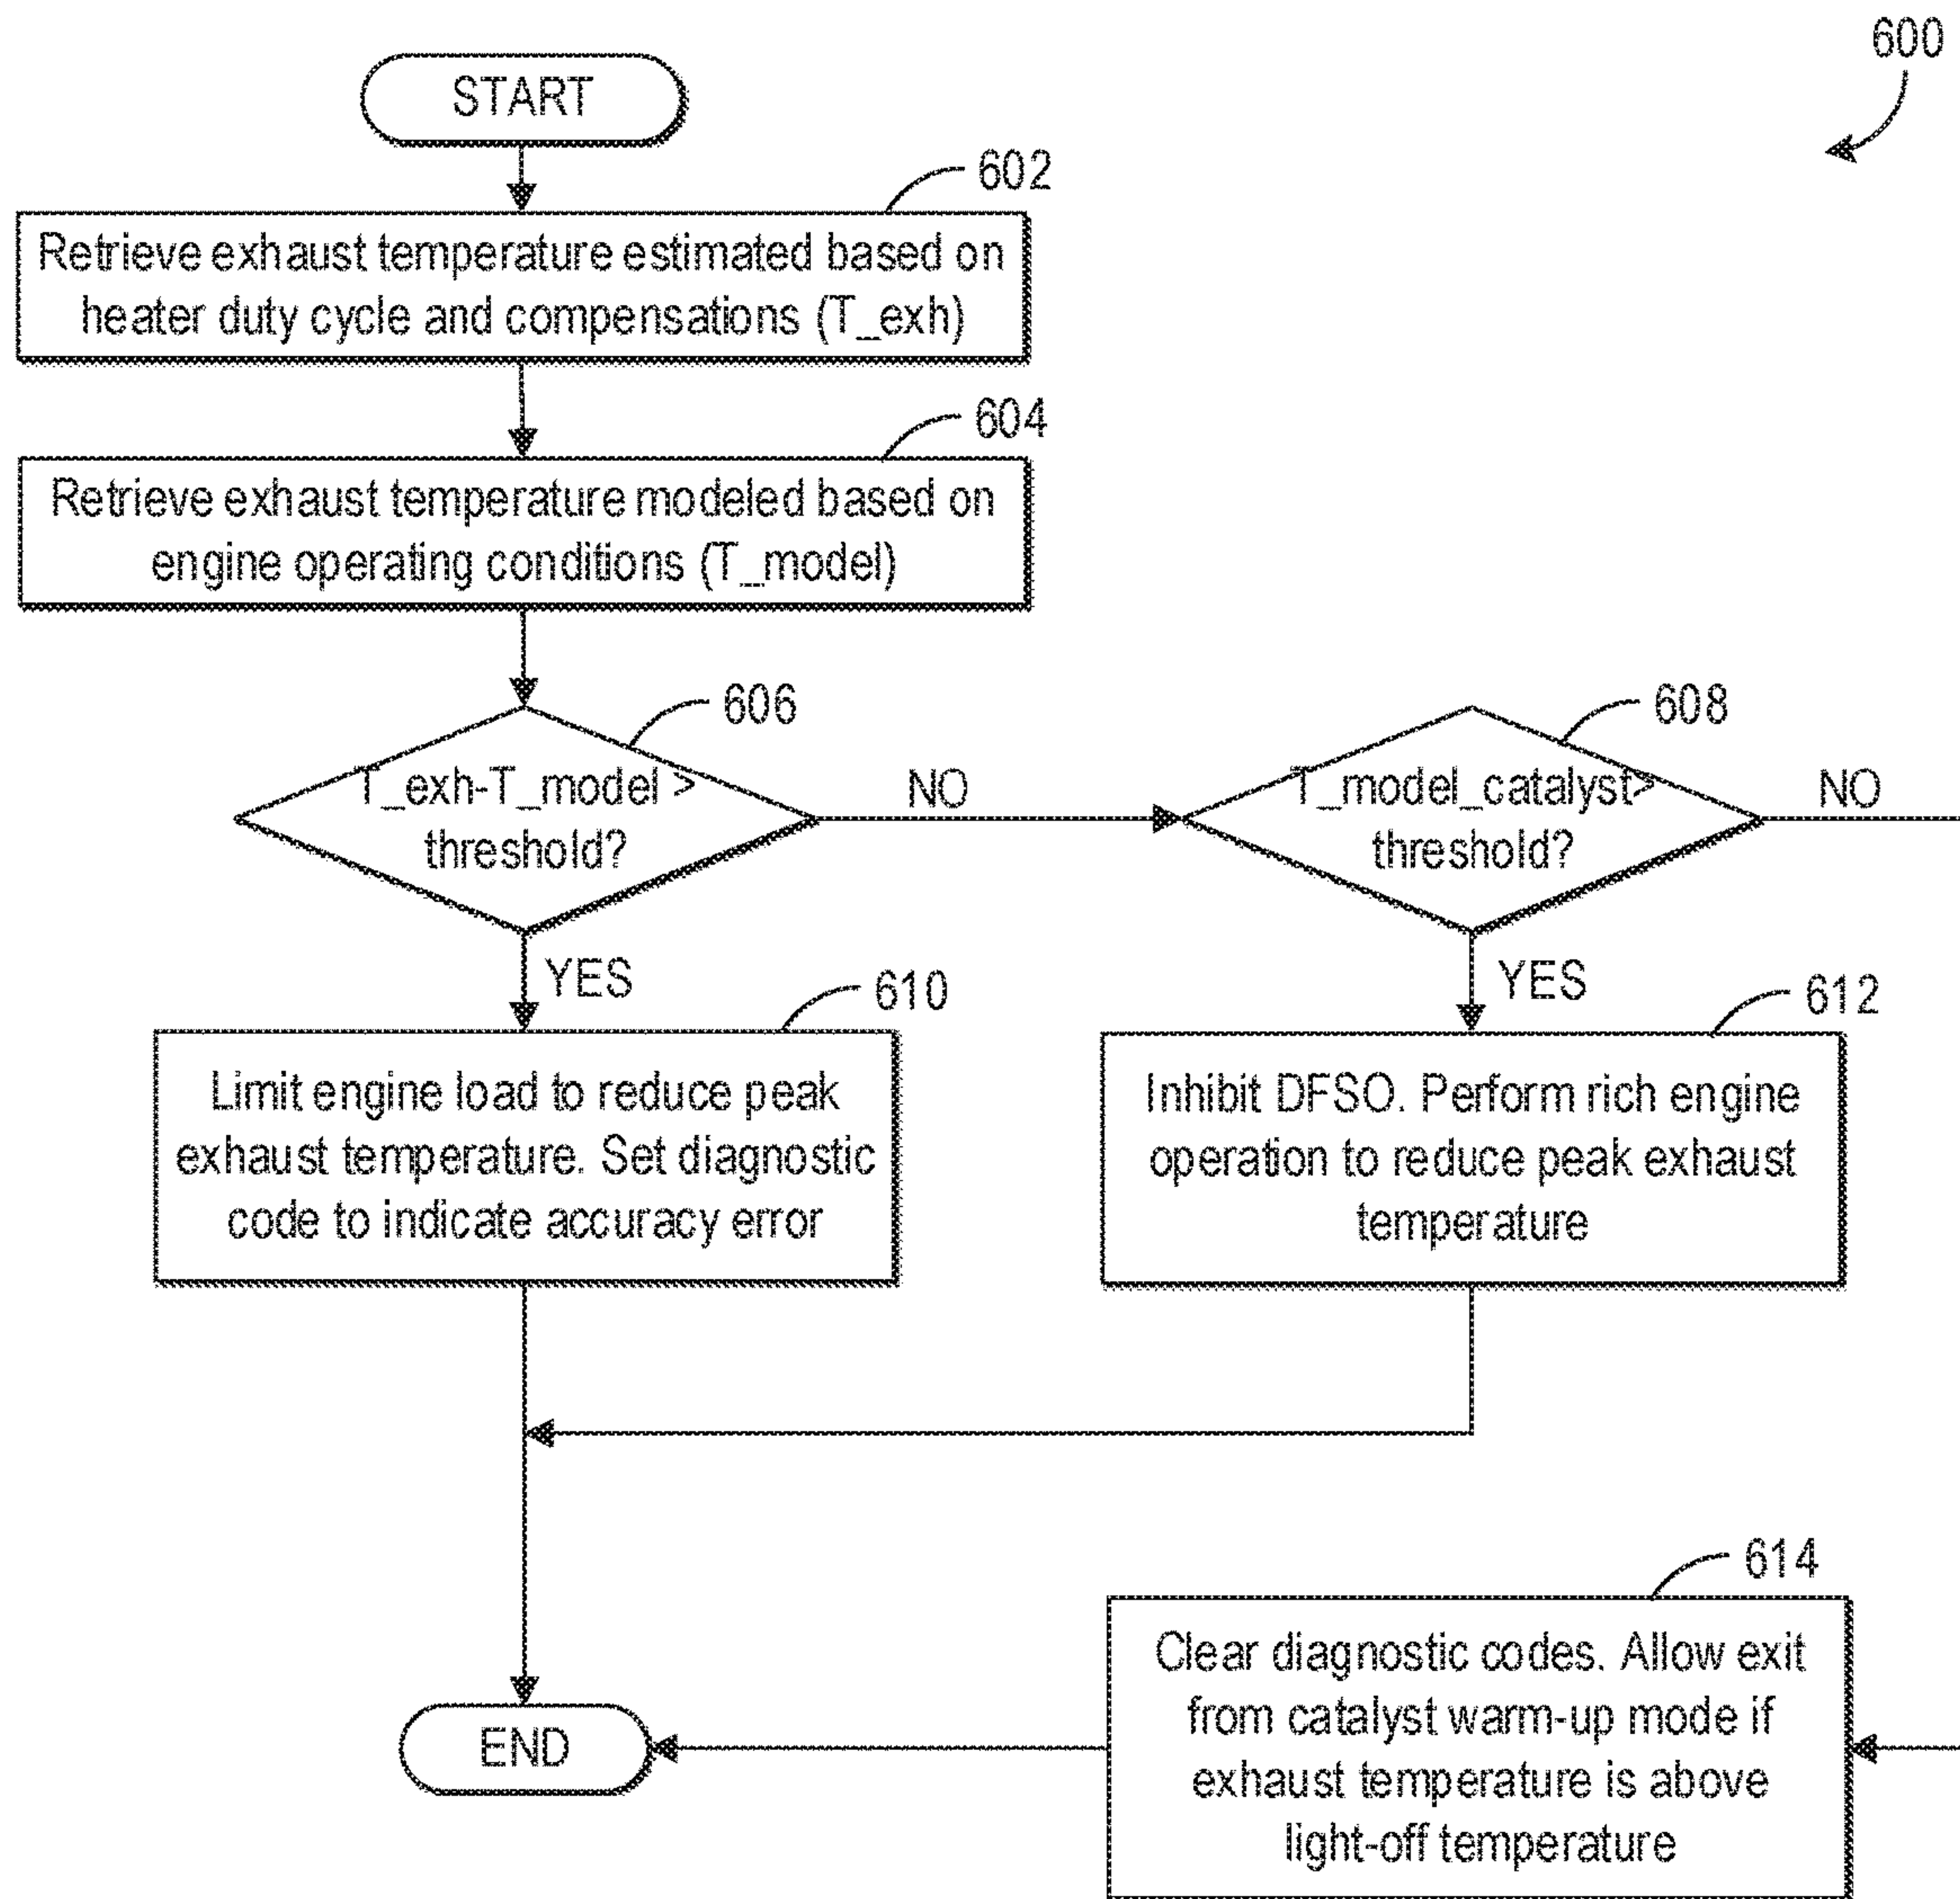 600
START
602
Retrieve exhaust temperature estimated based on
heater duty cycle and compensations (T_exh)
604
Retrieve exhaust temperature modeled based on
engine operating conditions (T_model)
606
T_exh-T_model >
threshold?
NO
608
T_model_catalyst>
threshold?
NO
YES
610
Limit engine load to reduce peak
exhaust temperature. Set diagnostic
code to indicate accuracy error
YES
612
Inhibit DFSO. Perform rich engine
operation to reduce peak exhaust
temperature
614
Clear diagnostic codes. Allow exit
from catalyst warm-up mode if
exhaust temperature is above
light-off temperature
END